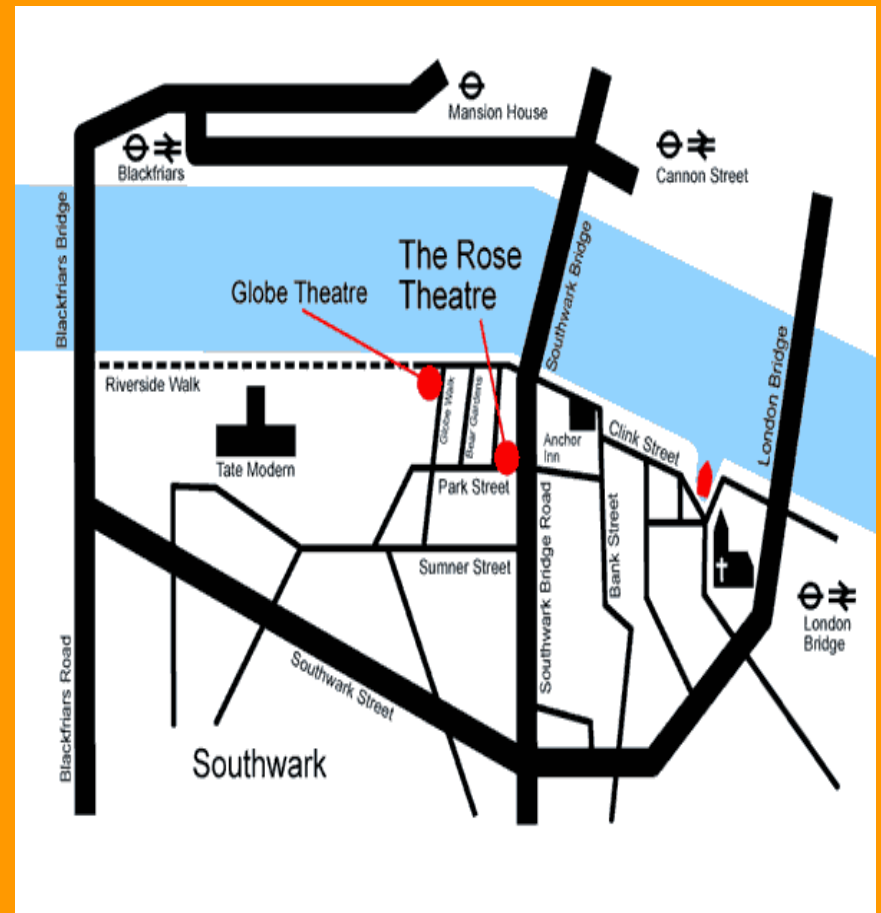 Mansion House
Blackfriars
Cannon Street
Blackfriars Bridge
Southwark Bridge
The Rose
Theatre
Globe Theatre
London Bridge
Riverside Walk
Globe Walk
Bear Gardens
Anchor
Inn
Clink Street
Tate Modern
Park Street
Sumner Street
Southwark Bridge Road
Bank Street
London
Bridge
Blackfriars Road
Southwark Street
Southwark